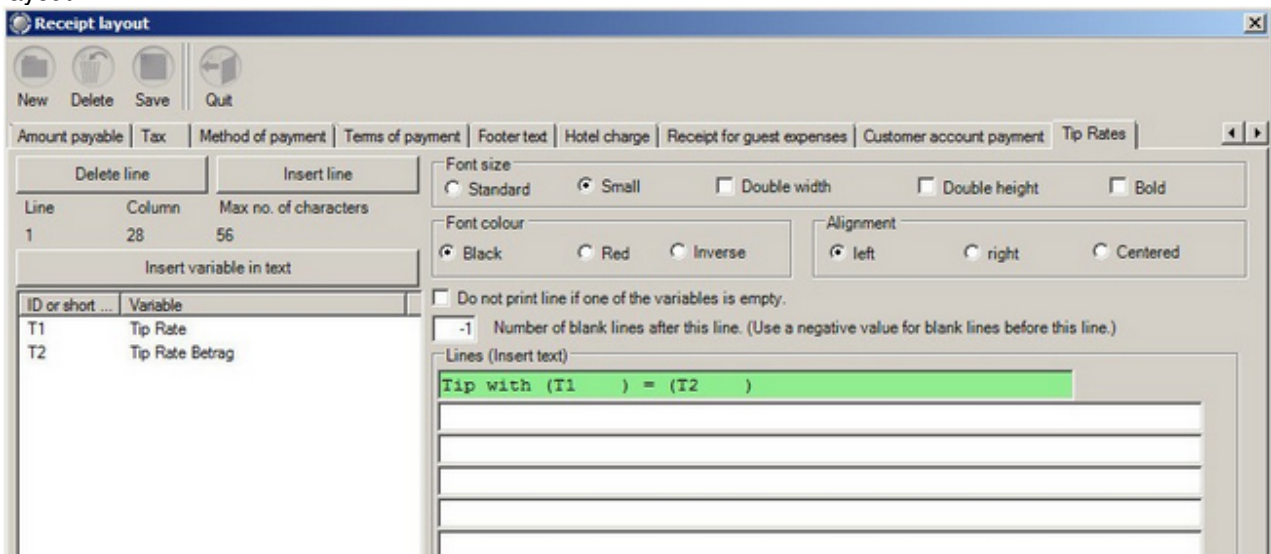 Receipt layout
New Delete Save Quit
Amount payable Tax Method of payment Terms of payment Footer text Hotel charge Receipt for guest expenses Customer account payment Tip Rates
Delete line Insert line
Line Column Max no. of characters
1 28 56
Insert variable in text
ID or short ... Variable
T1 Tip Rate
T2 Tip Rate Betrag
Font size
Standard Small Double width Double height Bold
Font colour
Black Red Inverse
Alignment
left right Centered
Do not print line if one of the variables is empty.
-1 Number of blank lines after this line. (Use a negative value for blank lines before this line.)
Lines (Insert text)
Tip with (T1    ) = (T2    )